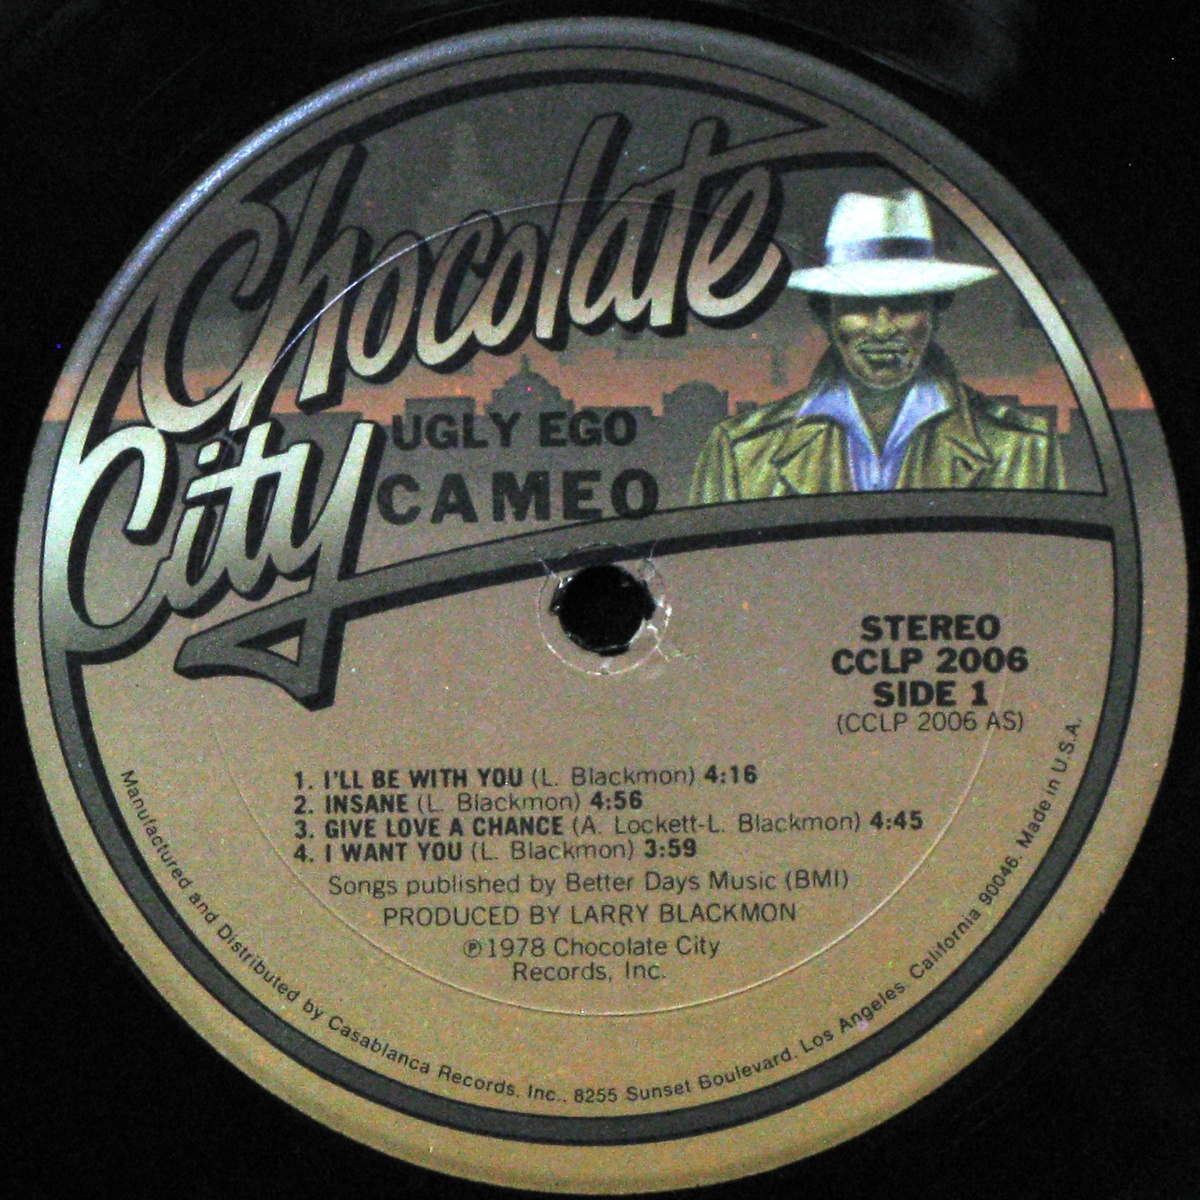 Chocolate
City
UGLY EGO
CAMEO
STEREO
CCLP 2006
SIDE 1
(CCLP 2006 AS)
1. I'LL BE WITH YOU (L. Blackmon) 4:16
2. INSANE (L. Blackmon) 4:56
3. GIVE LOVE A CHANCE (A. Lockett-L. Blackmon) 4:45
4. I WANT YOU (L. Blackmon) 3:59
Songs published by Better Days Music (BMI)
PRODUCED BY LARRY BLACKMON
℗1978 Chocolate City
Records, Inc.
Manufactured and Distributed by Casablanca Records, Inc., 8255 Sunset Boulevard, Los Angeles, California 90046. Made in U.S.A.